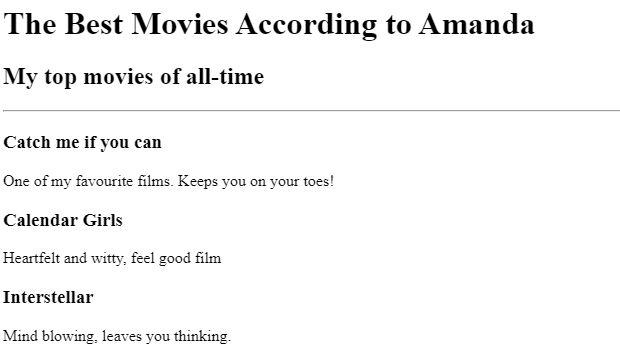 The Best Movies According to Amanda
My top movies of all-time
Catch me if you can
One of my favourite films. Keeps you on your toes!
Calendar Girls
Heartfelt and witty, feel good film
Interstellar
Mind blowing, leaves you thinking.